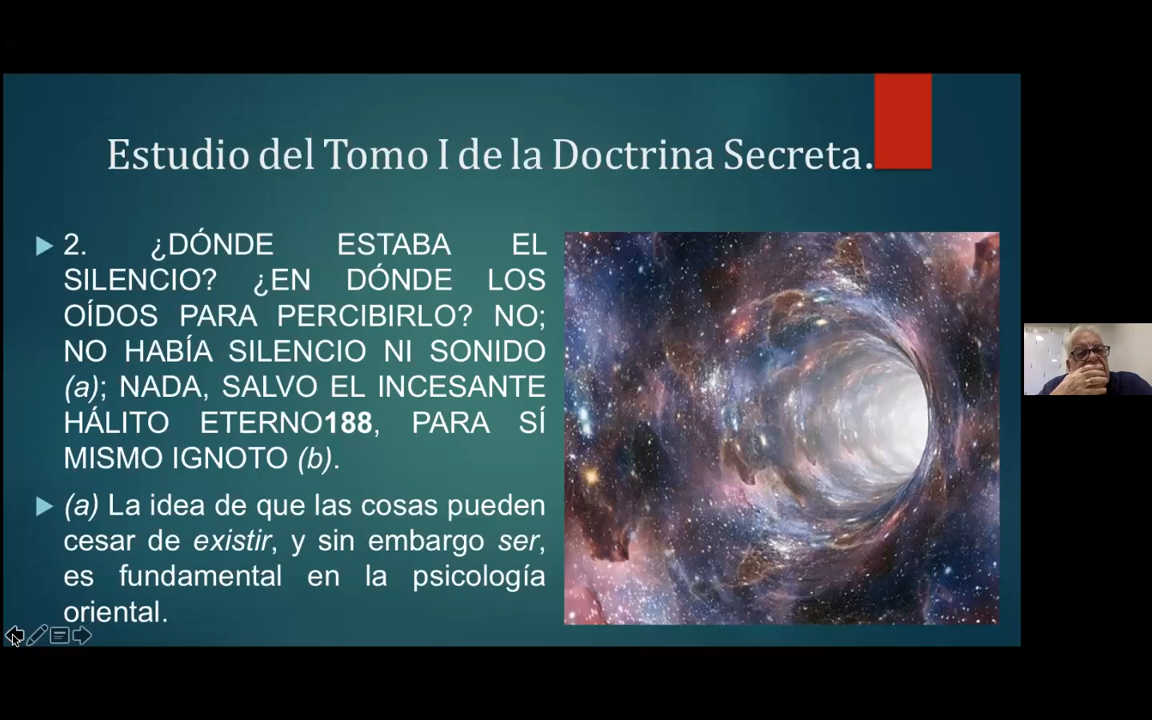 Estudio del Tomo I de la Doctrina Secreta.
2. ¿DÓNDE ESTABA EL
SILENCIO? ¿EN DÓNDE LOS
OÍDOS PARA PERCIBIRLO? NO;
NO HABÍA SILENCIO NI SONIDO
(a); NADA, SALVO EL INCESANTE
HÁLITO ETERNO188, PARA SÍ
MISMO IGNOTO (b).
(a) La idea de que las cosas pueden
cesar de existir, y sin embargo ser,
es fundamental en la psicología
oriental.